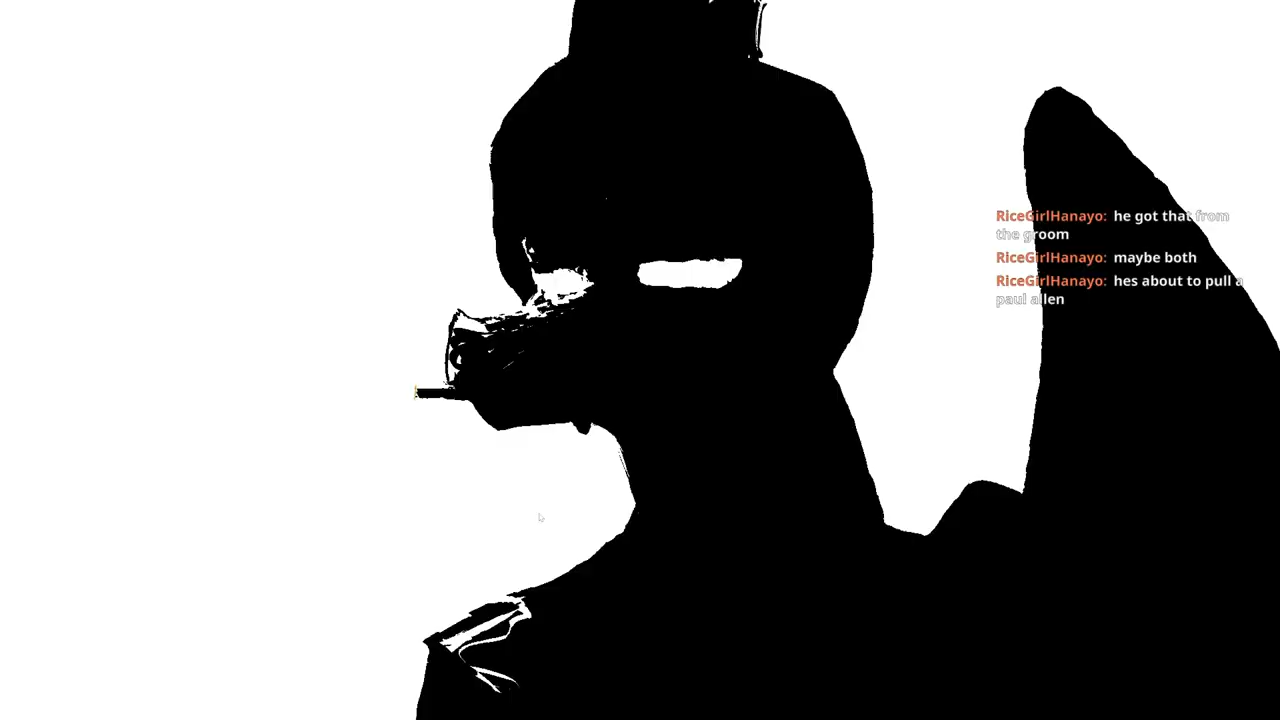 RiceGirlHanayo: he got that from
the groom
RiceGirlHanayo: maybe both
RiceGirlHanayo: hes about to pull a
paul allen